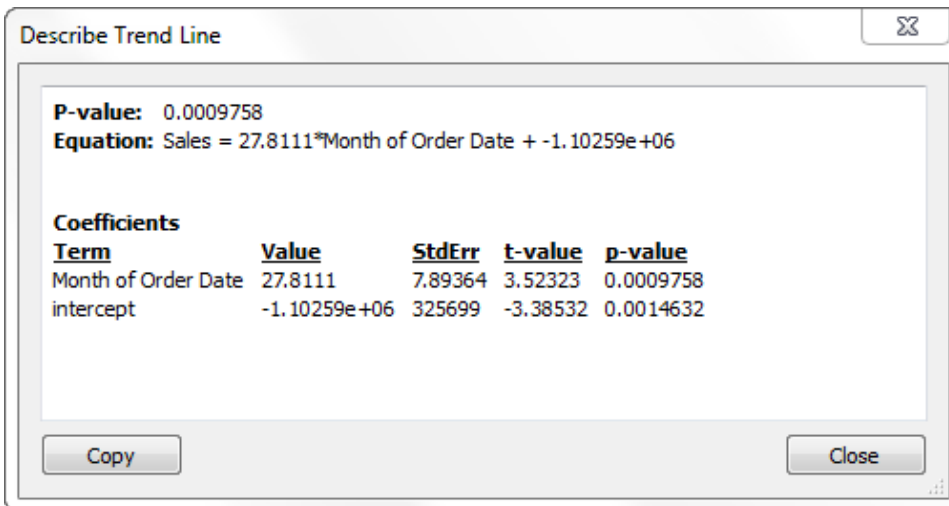 Describe Trend Line
P-value: 0.0009758
Equation: Sales = 27.8111*Month of Order Date + -1.10259e+06
Coefficients
Term Value StdErr t-value p-value
Month of Order Date 27.8111 7.89364 3.52323 0.0009758
intercept -1.10259e+06 325699 -3.38532 0.0014632
Copy Close